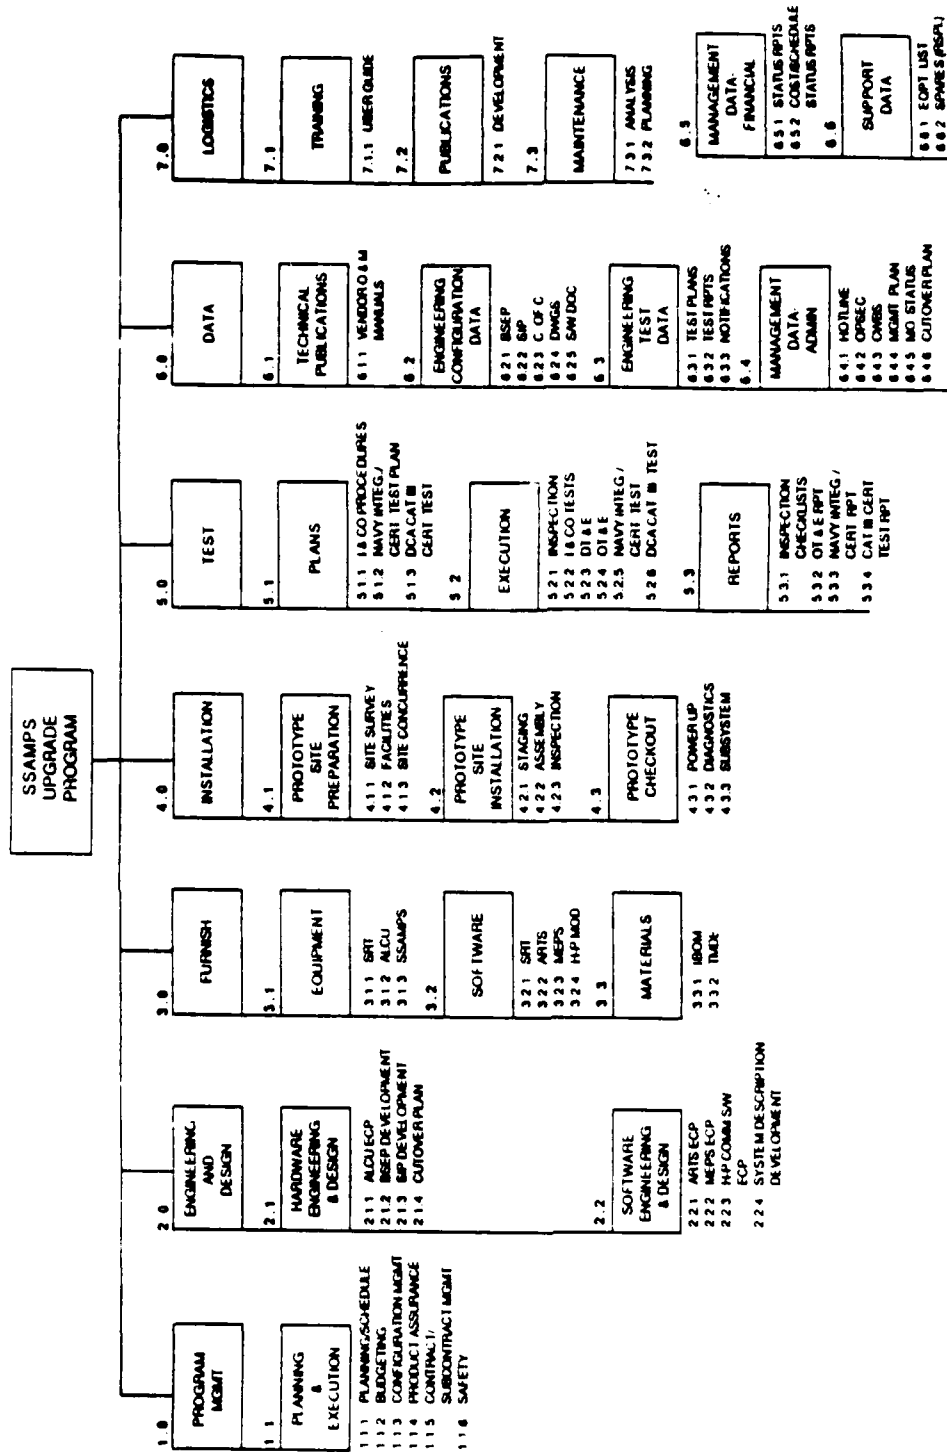 SSAMPS
UPGRADE
PROGRAM
1.0
PROGRAM
MGMT
1.1
PLANNING
&
EXECUTION
1.1.1 PLANNING/SCHEDULE
1.1.2 BUDGETING
1.1.3 CONFIGURATION MGMT
1.1.4 PRODUCT ASSURANCE
1.1.5 CONTRACT/
SUBCONTRACT MGMT
1.1.6 SAFETY
2.0
ENGINEERING
AND
DESIGN
2.1
HARDWARE
ENGINEERING
& DESIGN
2.1.1 ALCU ECP
2.1.2 BSEP DEVELOPMENT
2.1.3 SIP DEVELOPMENT
2.1.4 CUTOVER PLAN
2.2
SOFTWARE
ENGINEERING
& DESIGN
2.2.1 ARTS ECP
2.2.2 MEPS ECP
2.2.3 H-P COMM S/W
ECP
2.2.4 SYSTEM DESCRIPTION
DEVELOPMENT
3.0
FURNISH
3.1
EQUIPMENT
3.1.1 SRT
3.1.2 ALCU
3.1.3 SSAMPS
3.2
SOFTWARE
3.2.1 SRT
3.2.2 ARTS
3.2.3 MEPS
3.2.4 H-P MOD
3.3
MATERIALS
3.3.1 IBOM
3.3.2 TMDE
4.0
INSTALLATION
4.1
PROTOTYPE
SITE
PREPARATION
4.1.1 SITE SURVEY
4.1.2 FACILITIES
4.1.3 SITE CONCURRENCE
4.2
PROTOTYPE
SITE
INSTALLATION
4.2.1 STAGING
4.2.2 ASSEMBLY
4.2.3 INSPECTION
4.3
PROTOTYPE
CHECKOUT
4.3.1 POWER UP
4.3.2 DIAGNOSTICS
4.3.3 SUBSYSTEM
5.0
TEST
5.1
PLANS
5.1.1 I & CO PROCEDURES
5.1.2 NAVY INTEG./
CERT TEST PLAN
5.1.3 DCA CAT III
CERT TEST
5.2
EXECUTION
5.2.1 INSPECTION
5.2.2 I & CO TESTS
5.2.3 DT & E
5.2.4 OT & E
5.2.5 NAVY INTEG./
CERT TEST
5.2.6 DCA CAT III TEST
5.3
REPORTS
5.3.1 INSPECTION
CHECKLISTS
5.3.2 OT & E RPT
5.3.3 NAVY INTEG./
CERT RPT
5.3.4 CAT III CERT
TEST RPT
6.0
DATA
6.1
TECHNICAL
PUBLICATIONS
6.1.1 VENDOR O & M
MANUALS
6.2
ENGINEERING
CONFIGURATION
DATA
6.2.1 BSEP
6.2.2 SIP
6.2.3 C OF C
6.2.4 DWGS
6.2.5 S/W DOC
6.3
ENGINEERING
TEST
DATA
6.3.1 TEST PLANS
6.3.2 TEST RPTS
6.3.3 NOTIFICATIONS
6.4
MANAGEMENT
DATA-
ADMIN
6.4.1 HOTLINE
6.4.2 OPSEC
6.4.3 CWBS
6.4.4 MGMT PLAN
6.4.5 MO STATUS
6.4.6 CUTOVER PLAN
6.5
MANAGEMENT
DATA-
FINANCIAL
6.5.1 STATUS RPTS
6.5.2 COST/SCHEDULE
STATUS RPTS
6.6
SUPPORT
DATA
6.6.1 EQPT LIST
6.6.2 SPARES (RSPL)
7.0
LOGISTICS
7.1
TRAINING
7.1.1 USER GUIDE
7.2
PUBLICATIONS
7.2.1 DEVELOPMENT
7.3
MAINTENANCE
7.3.1 ANALYSIS
7.3.2 PLANNING